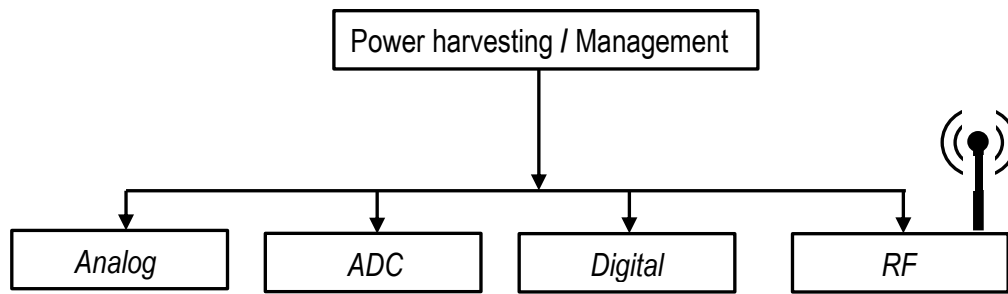 Power harvesting / Management
Analog
ADC
Digital
RF